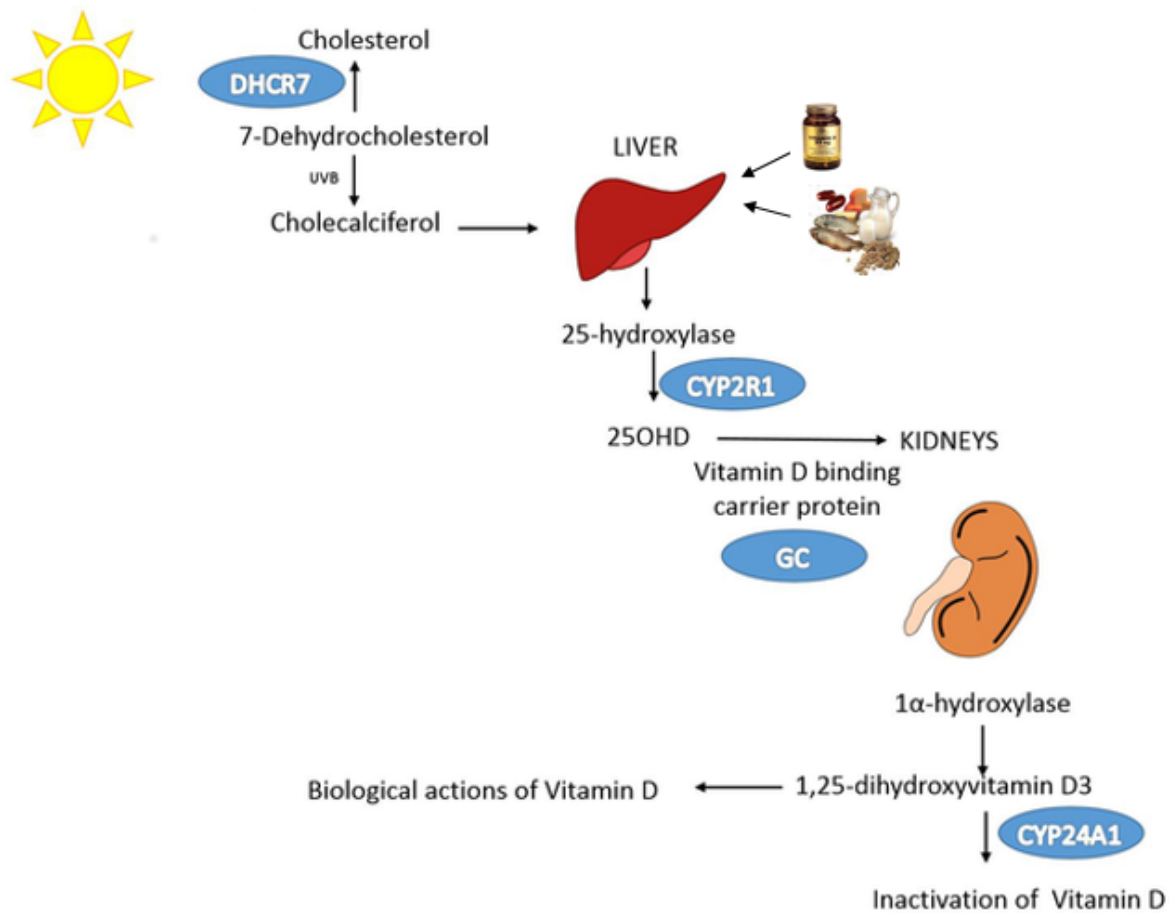 Cholesterol
DHCR7
7-Dehydrocholesterol
UVB
Cholecalciferol
LIVER
25-hydroxylase
CYP2R1
25OHD
KIDNEYS
Vitamin D binding
carrier protein
GC
1α-hydroxylase
1,25-dihydroxyvitamin D3
Biological actions of Vitamin D
CYP24A1
Inactivation of Vitamin D